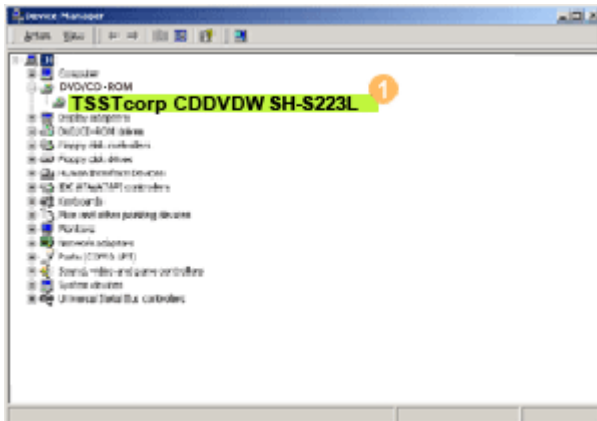 Device Manager
Action View
Computer
DVD/CD-ROM
TSSTcorp CDDVDW SH-S223L
1
Display adapters
DVD/CD-ROM drives
Floppy disk controllers
Floppy disk drives
Human Interface Devices
IDE ATA/ATAPI controllers
Keyboards
Mice and other pointing devices
Monitors
Network adapters
Ports (COM & LPT)
Sound, video and game controllers
System devices
Universal Serial Bus controllers